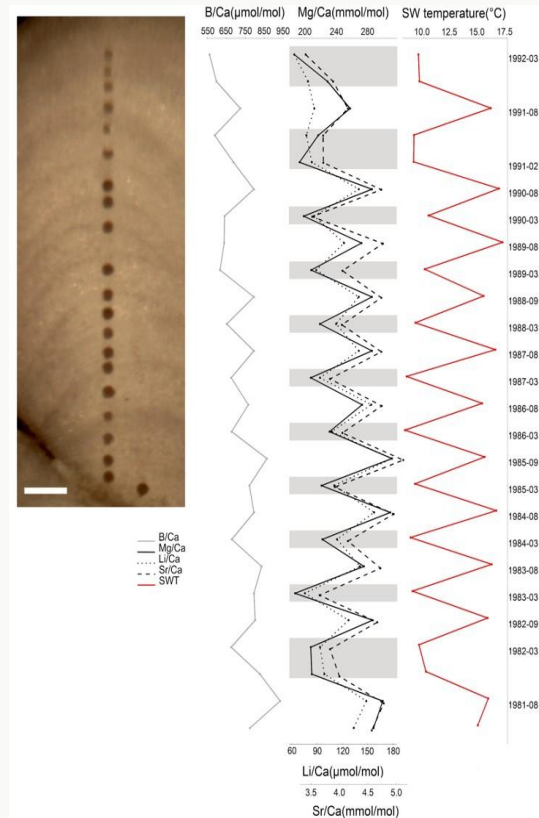 B/Ca(μmol/mol) Mg/Ca(mmol/mol) SW temperature(°C)
550 650 750 850 950 200 240 280 10.0 12.5 15.0 17.5
1992-03
1991-08
1991-02
1990-08
1990-03
1989-08
1989-03
1988-09
1988-03
1987-08
1987-03
1986-08
1986-03
1985-09
1985-03
1984-08
1984-03
1983-08
1983-03
1982-09
1982-03
1981-08
B/Ca
Mg/Ca
Li/Ca
Sr/Ca
SWT
60 90 120 150 180
Li/Ca(μmol/mol)
3.5 4.0 4.5 5.0
Sr/Ca(mmol/mol)